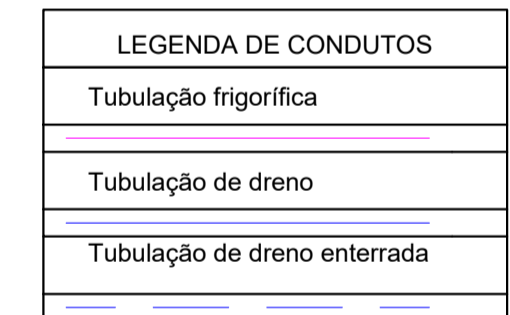 LEGENDA DE CONDUTOS
Tubulação frigorífica
Tubulação de dreno
Tubulação de dreno enterrada